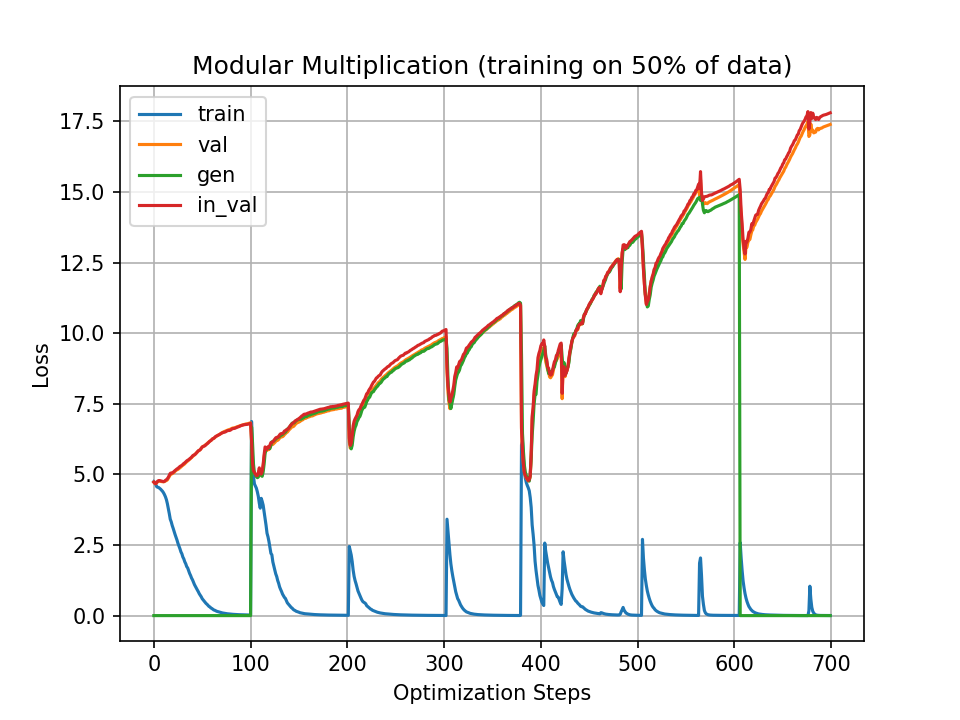 Modular Multiplication (training on 50% of data)
train
val
gen
in_val
17.5
15.0
12.5
10.0
7.5
5.0
2.5
0.0
Loss
0 100 200 300 400 500 600 700
Optimization Steps